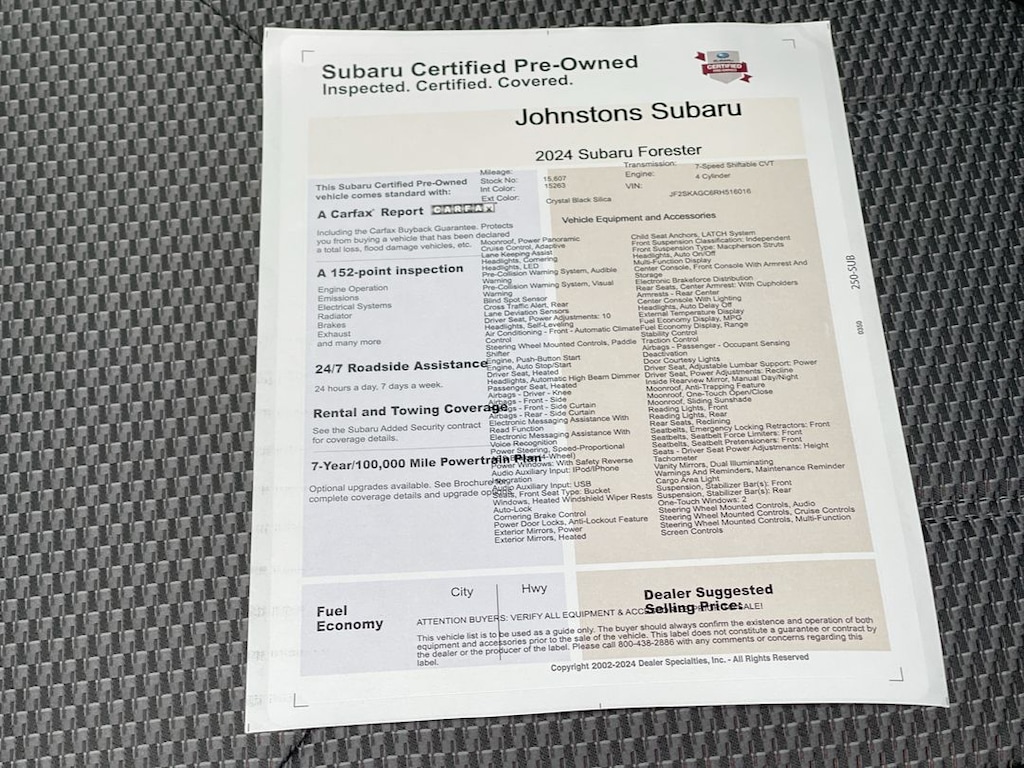 Subaru Certified Pre-Owned
Inspected. Certified. Covered.
CERTIFIED
Johnstons Subaru
2024 Subaru Forester
Mileage: 15,607
Stock No: 15263
Int Color:
Ext Color: Crystal Black Silica
Transmission: 7-Speed Shiftable CVT
Engine: 4 Cylinder
VIN: JF2SKAGC6RH516016
This Subaru Certified Pre-Owned
vehicle comes standard with:
A Carfax Report CARFAX
Including the Carfax Buyback Guarantee. Protects
you from buying a vehicle that has been declared
a total loss, flood damage vehicles, etc.
A 152-point inspection
Engine Operation
Emissions
Electrical Systems
Radiator
Brakes
Exhaust
and many more
24/7 Roadside Assistance
24 hours a day, 7 days a week.
Rental and Towing Coverage
See the Subaru Added Security contract
for coverage details.
7-Year/100,000 Mile Powertrain Plan
Optional upgrades available. See Brochure for
complete coverage details and upgrade
Vehicle Equipment and Accessories
Moonroof, Power Panoramic
Cruise Control, Adaptive
Lane Keeping Assist
Headlights, Cornering
Headlights, LED
Pre-Collision Warning System, Audible
Warning
Pre-Collision Warning System, Visual
Warning
Blind Spot Sensor
Cross Traffic Alert, Rear
Lane Deviation Sensors
Driver Seat, Power Adjustments: 10
Headlights, Self-Leveling
Air Conditioning - Front - Automatic Climate
Control
Steering Wheel Mounted Controls, Paddle
Shifter
Engine, Push-Button Start
Engine, Auto Stop/Start
Driver Seat, Heated
Headlights, Automatic High Beam Dimmer
Passenger Seat, Heated
Airbags - Driver - Knee
Airbags - Front - Side
Airbags - Front - Side Curtain
Airbags - Rear - Side Curtain
Electronic Messaging Assistance With
Read Function
Electronic Messaging Assistance With
Voice Recognition
Power Steering, Speed-Proportional
Power Windows: With Safety Reverse
Audio Auxiliary Input: IPod/IPhone
Integration
Audio Auxiliary Input: USB
Seats, Front Seat Type: Bucket
Windows, Heated Windshield Wiper Rests
Auto-Lock
Cornering Brake Control
Power Door Locks, Anti-Lockout Feature
Exterior Mirrors, Power
Exterior Mirrors, Heated
Child Seat Anchors, LATCH System
Front Suspension Classification: Independent
Front Suspension Type: Macpherson Struts
Headlights, Auto On/Off
Multi-Function Display
Center Console, Front Console With Armrest And
Storage
Electronic Brakeforce Distribution
Rear Seats, Center Armrest: With Cupholders
Armrests - Rear Center
Center Console With Lighting
Headlights, Auto Delay Off
External Temperature Display
Fuel Economy Display, MPG
Fuel Economy Display, Range
Stability Control
Traction Control
Airbags - Passenger - Occupant Sensing
Deactivation
Door Courtesy Lights
Driver Seat, Adjustable Lumbar Support: Power
Driver Seat, Power Adjustments: Recline
Inside Rearview Mirror, Manual Day/Night
Moonroof, Anti-Trapping Feature
Moonroof, One-Touch Open/Close
Moonroof, Sliding Sunshade
Reading Lights, Front
Reading Lights, Rear
Rear Seats, Reclining
Seatbelts, Emergency Locking Retractors: Front
Seatbelts, Seatbelt Force Limiters: Front
Seatbelts, Seatbelt Pretensioners: Front
Seats - Driver Seat Power Adjustments: Height
Tachometer
Vanity Mirrors, Dual Illuminating
Warnings And Reminders, Maintenance Reminder
Cargo Area Light
Suspension, Stabilizer Bar(s): Front
Suspension, Stabilizer Bar(s): Rear
One-Touch Windows: 2
Steering Wheel Mounted Controls, Audio
Steering Wheel Mounted Controls, Cruise Controls
Steering Wheel Mounted Controls, Multi-Function
Screen Controls
250-SUB
0350
Fuel
Economy
City Hwy
Dealer Suggested
Selling Price:
ATTENTION BUYERS: VERIFY ALL EQUIPMENT & SALE!
This vehicle list is to be used as a guide only. The buyer should always confirm the existence and operation of both
equipment and accessories prior to the sale of the vehicle. This label does not constitute a guarantee or contract by
the dealer or the producer of the label. Please call 800-438-2886 with any comments or concerns regarding this
label.
Copyright 2002-2024 Dealer Specialties, Inc. - All Rights Reserved